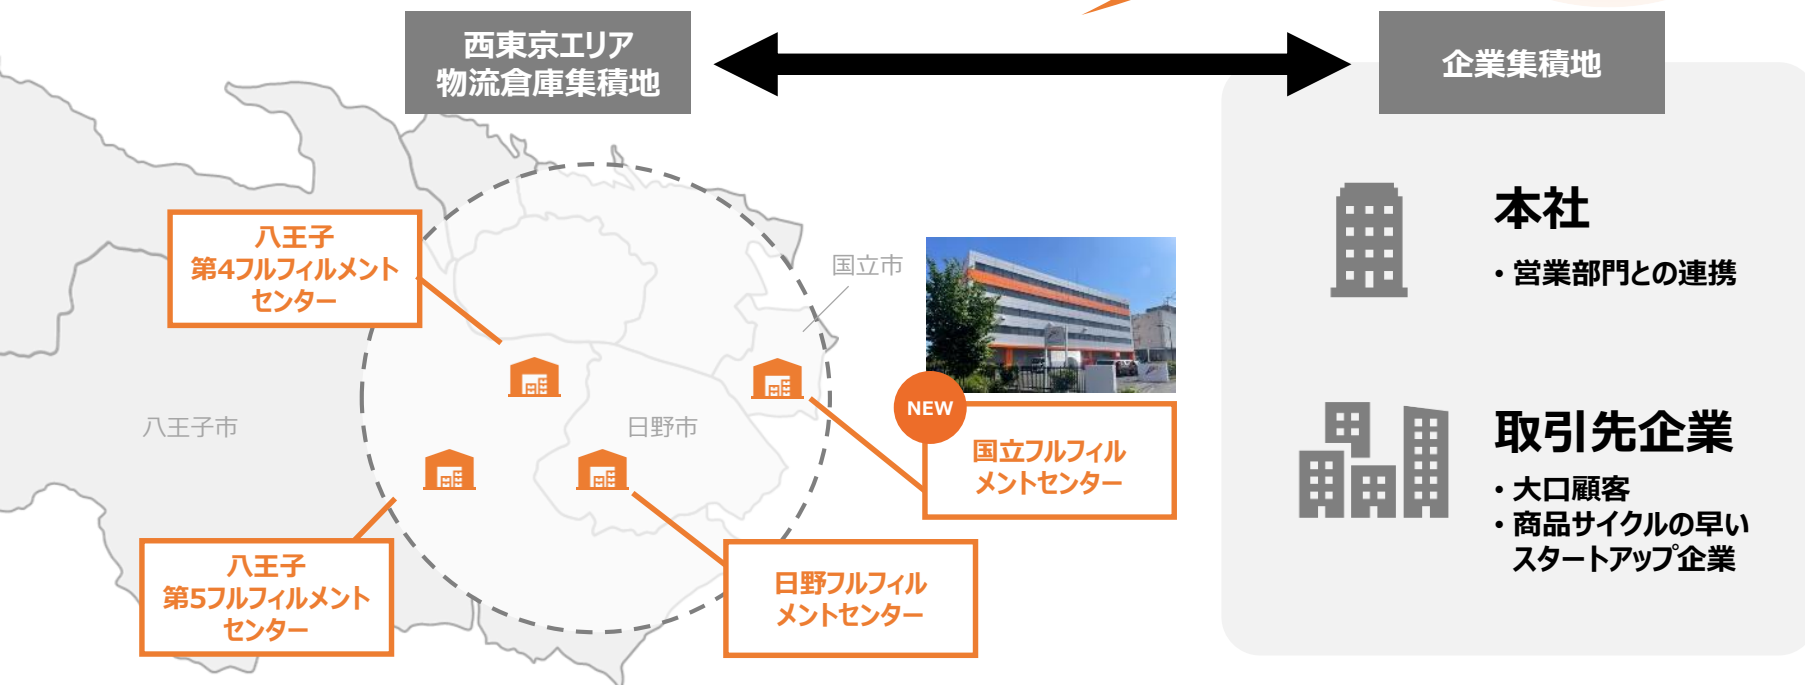 西東京エリア
物流倉庫集積地
企業集積地
八王子
第4フルフィルメント
センター
国立市
八王子市
日野市
NEW
国立フルフィル
メントセンター
八王子
第5フルフィルメント
センター
日野フルフィル
メントセンター
本社
・営業部門との連携
取引先企業
・大口顧客
・商品サイクルの早い
スタートアップ企業